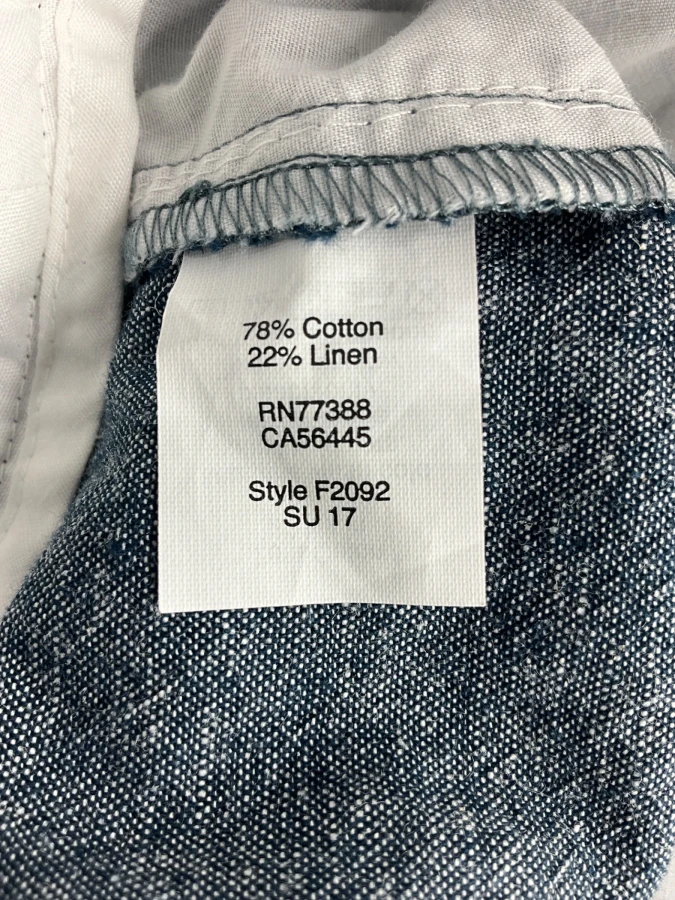 78% Cotton
22% Linen
RN77388
CA56445
Style F2092
SU 17